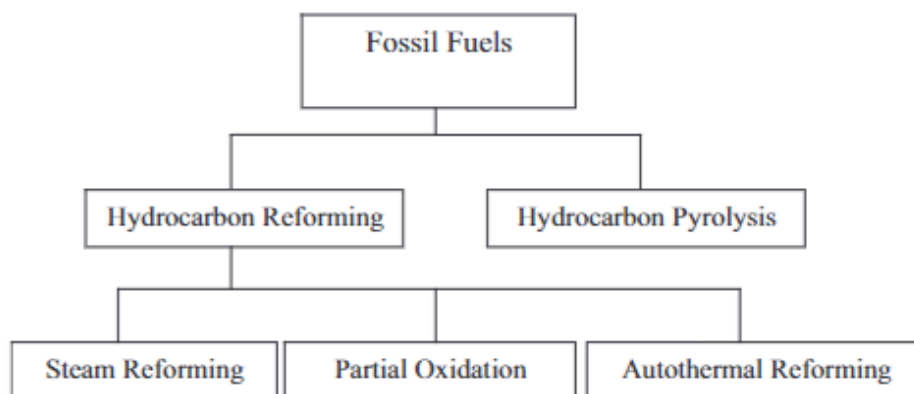 Fossil Fuels
Hydrocarbon Reforming
Hydrocarbon Pyrolysis
Steam Reforming
Partial Oxidation
Autothermal Reforming